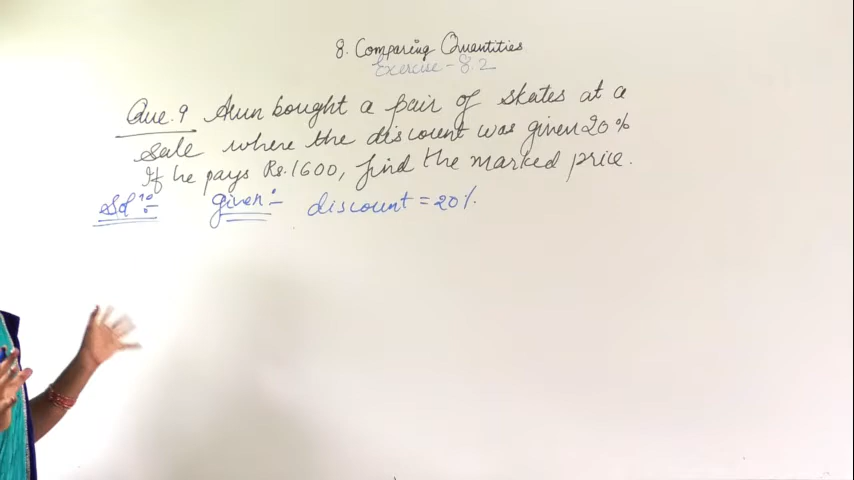 8. Comparing Quantities
Exercise-8.2
Que.9 Arun bought a pair of skates at a
sale where the discount was given 20%
If he pays Rs.1600, find the marked price.
Solⁿ:- given:- discount = 20%.